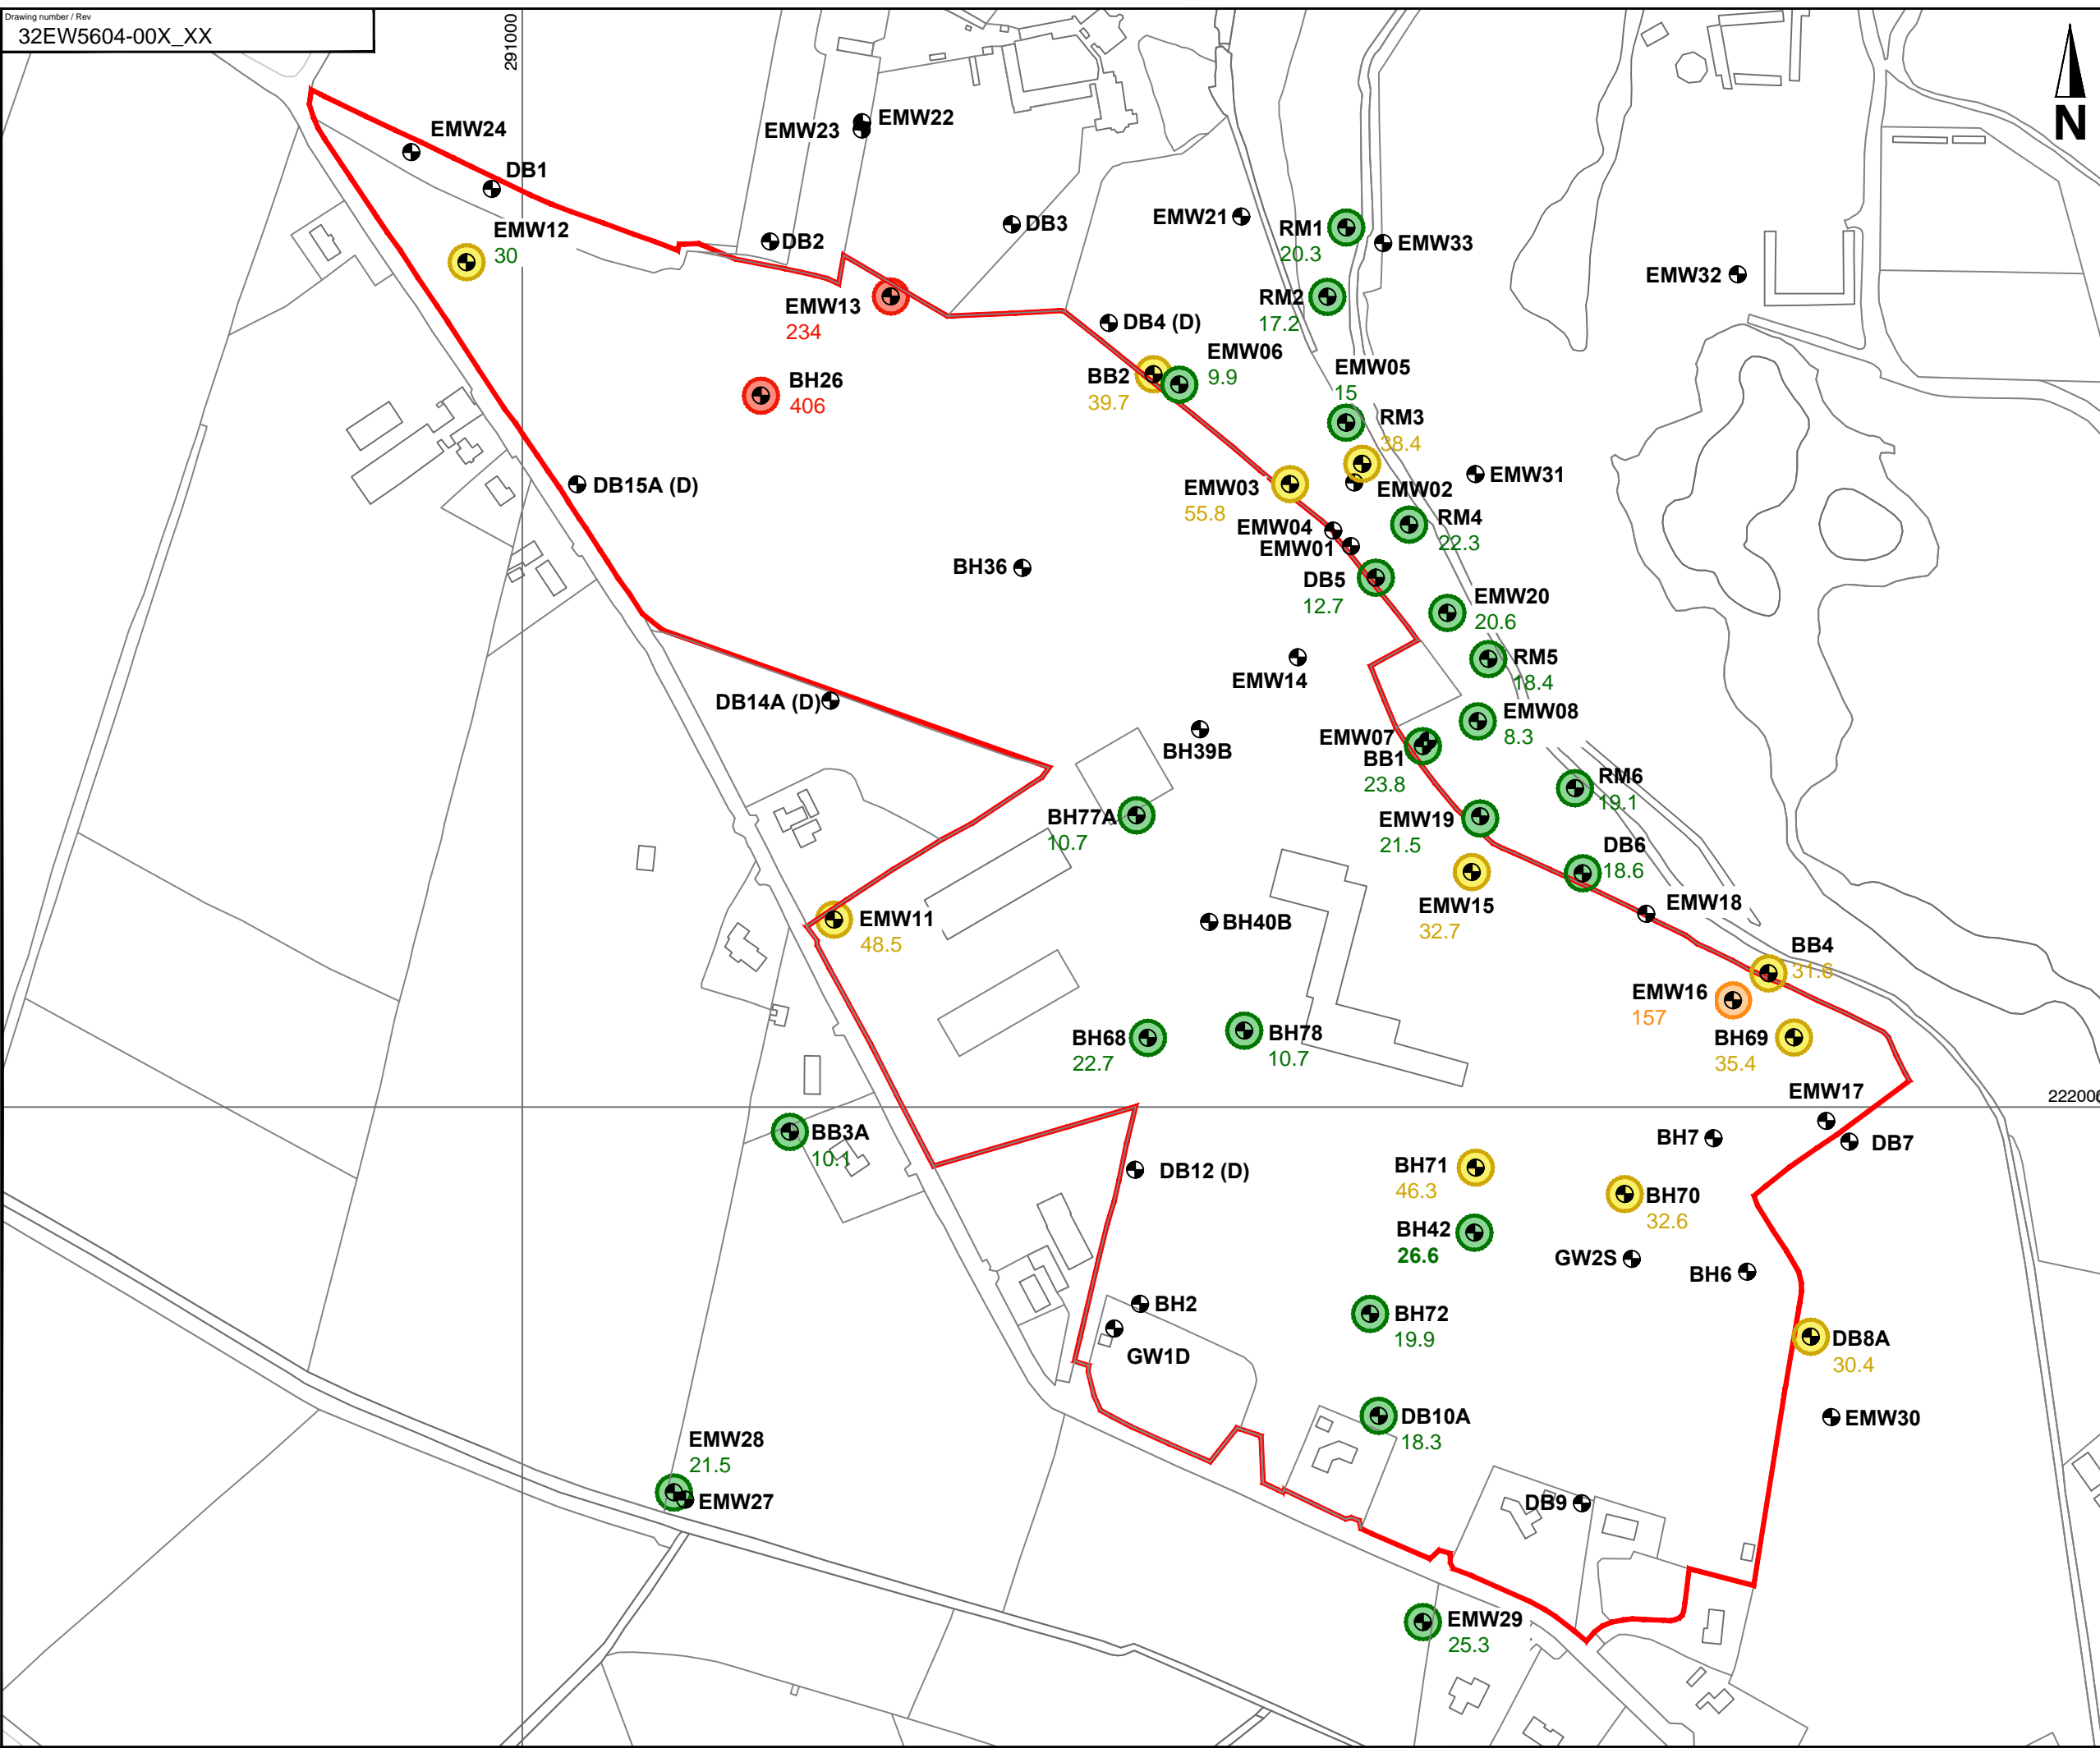 Drawing number / Rev
32EW5604-00X_XX
291000
N
EMW24
EMW23
EMW22
DB1
EMW12
30
DB2
DB3
EMW21
RM1
20.3
EMW33
EMW32
EMW13
234
RM2
17.2
DB4 (D)
EMW06
9.9
BB2
39.7
BH26
406
EMW05
15
RM3
38.4
DB15A (D)
EMW03
55.8
EMW02
EMW31
EMW04
RM4
22.3
EMW01
BH36
DB5
12.7
EMW20
20.6
EMW14
RM5
18.4
DB14A (D)
EMW08
8.3
BH39B
EMW07
BB1
23.8
RM6
19.1
BH77A
10.7
EMW19
21.5
DB6
18.6
EMW11
48.5
BH40B
EMW15
32.7
EMW18
BB4
31.6
EMW16
157
BH68
22.7
BH78
10.7
BH69
35.4
EMW17
BB3A
10.1
BH7
DB7
DB12 (D)
BH71
46.3
BH70
32.6
BH42
26.6
GW2S
BH6
BH2
GW1D
BH72
19.9
DB8A
30.4
DB10A
18.3
EMW30
EMW28
21.5
EMW27
DB9
EMW29
25.3